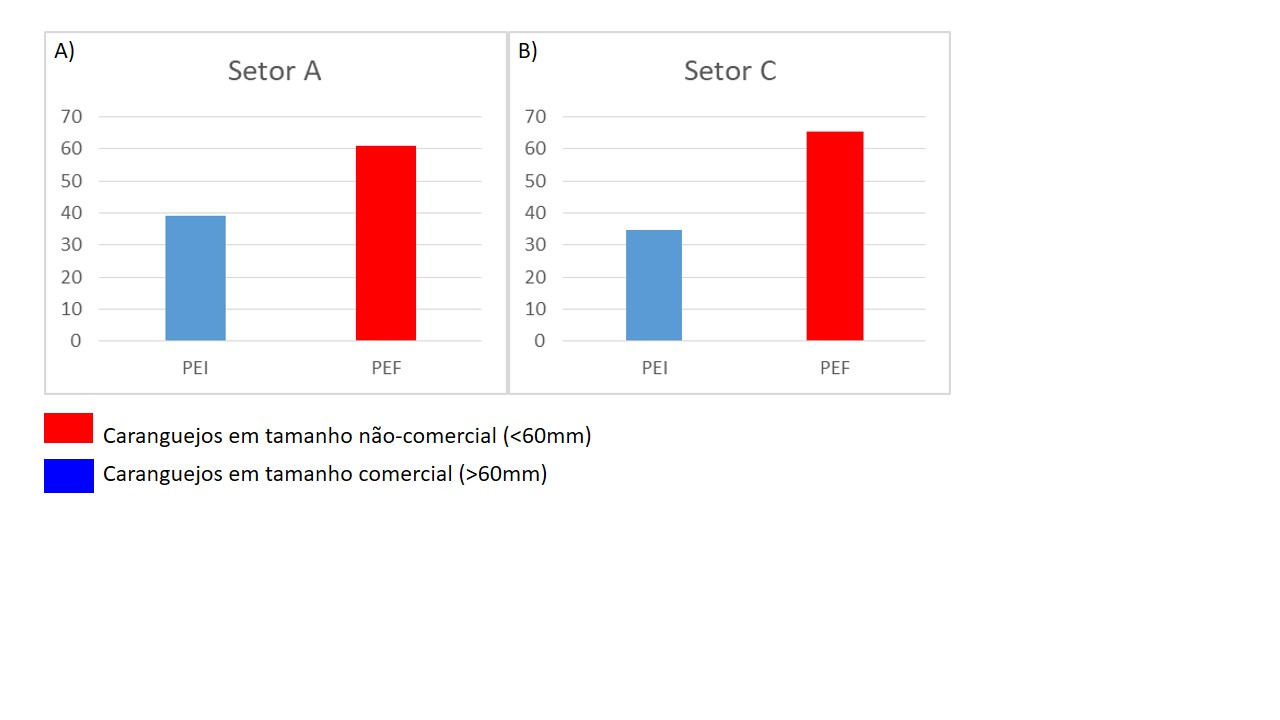 A)
Setor A
70
60
50
40
30
20
10
0
PEI PEF
B)
Setor C
70
60
50
40
30
20
10
0
PEI PEF
Caranguejos em tamanho não-comercial (<60mm)
Caranguejos em tamanho comercial (>60mm)